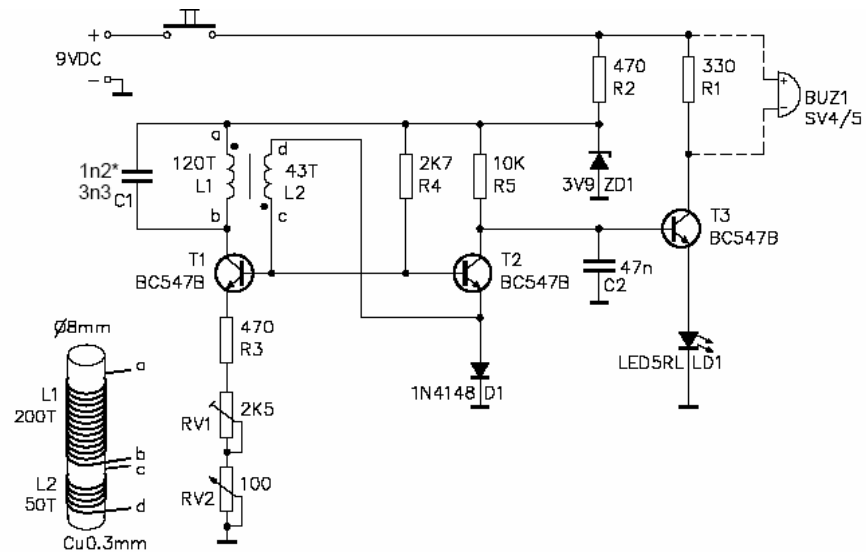 +
9VDC
-
470
R2
330
R1
+
-
BUZ1
SV4/5
1n2*
3n3
C1
a
120T
L1
b
d
43T
L2
c
2K7
R4
10K
R5
3V9 ZD1
T1
BC547B
T2
BC547B
47n
C2
T3
BC547B
470
R3
1N4148 D1
LED5RL LD1
2K5
RV1
100
RV2
Ø8mm
a
L1
200T
b
c
L2
50T
d
Cu0.3mm